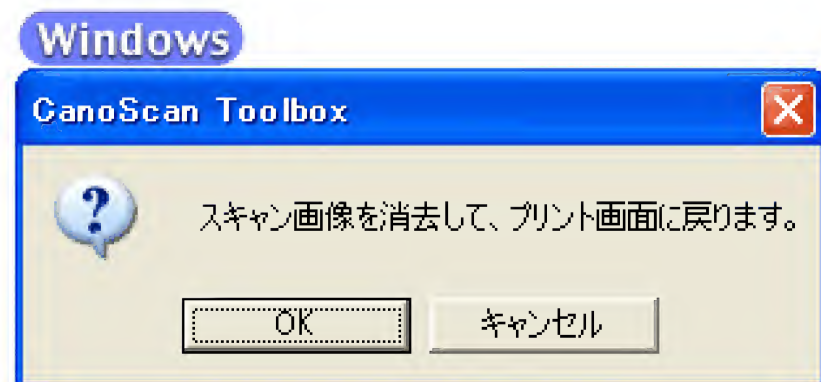 Windows
CanoScan Toolbox
スキャン画像を消去して、プリント画面に戻ります。
OK キャンセル